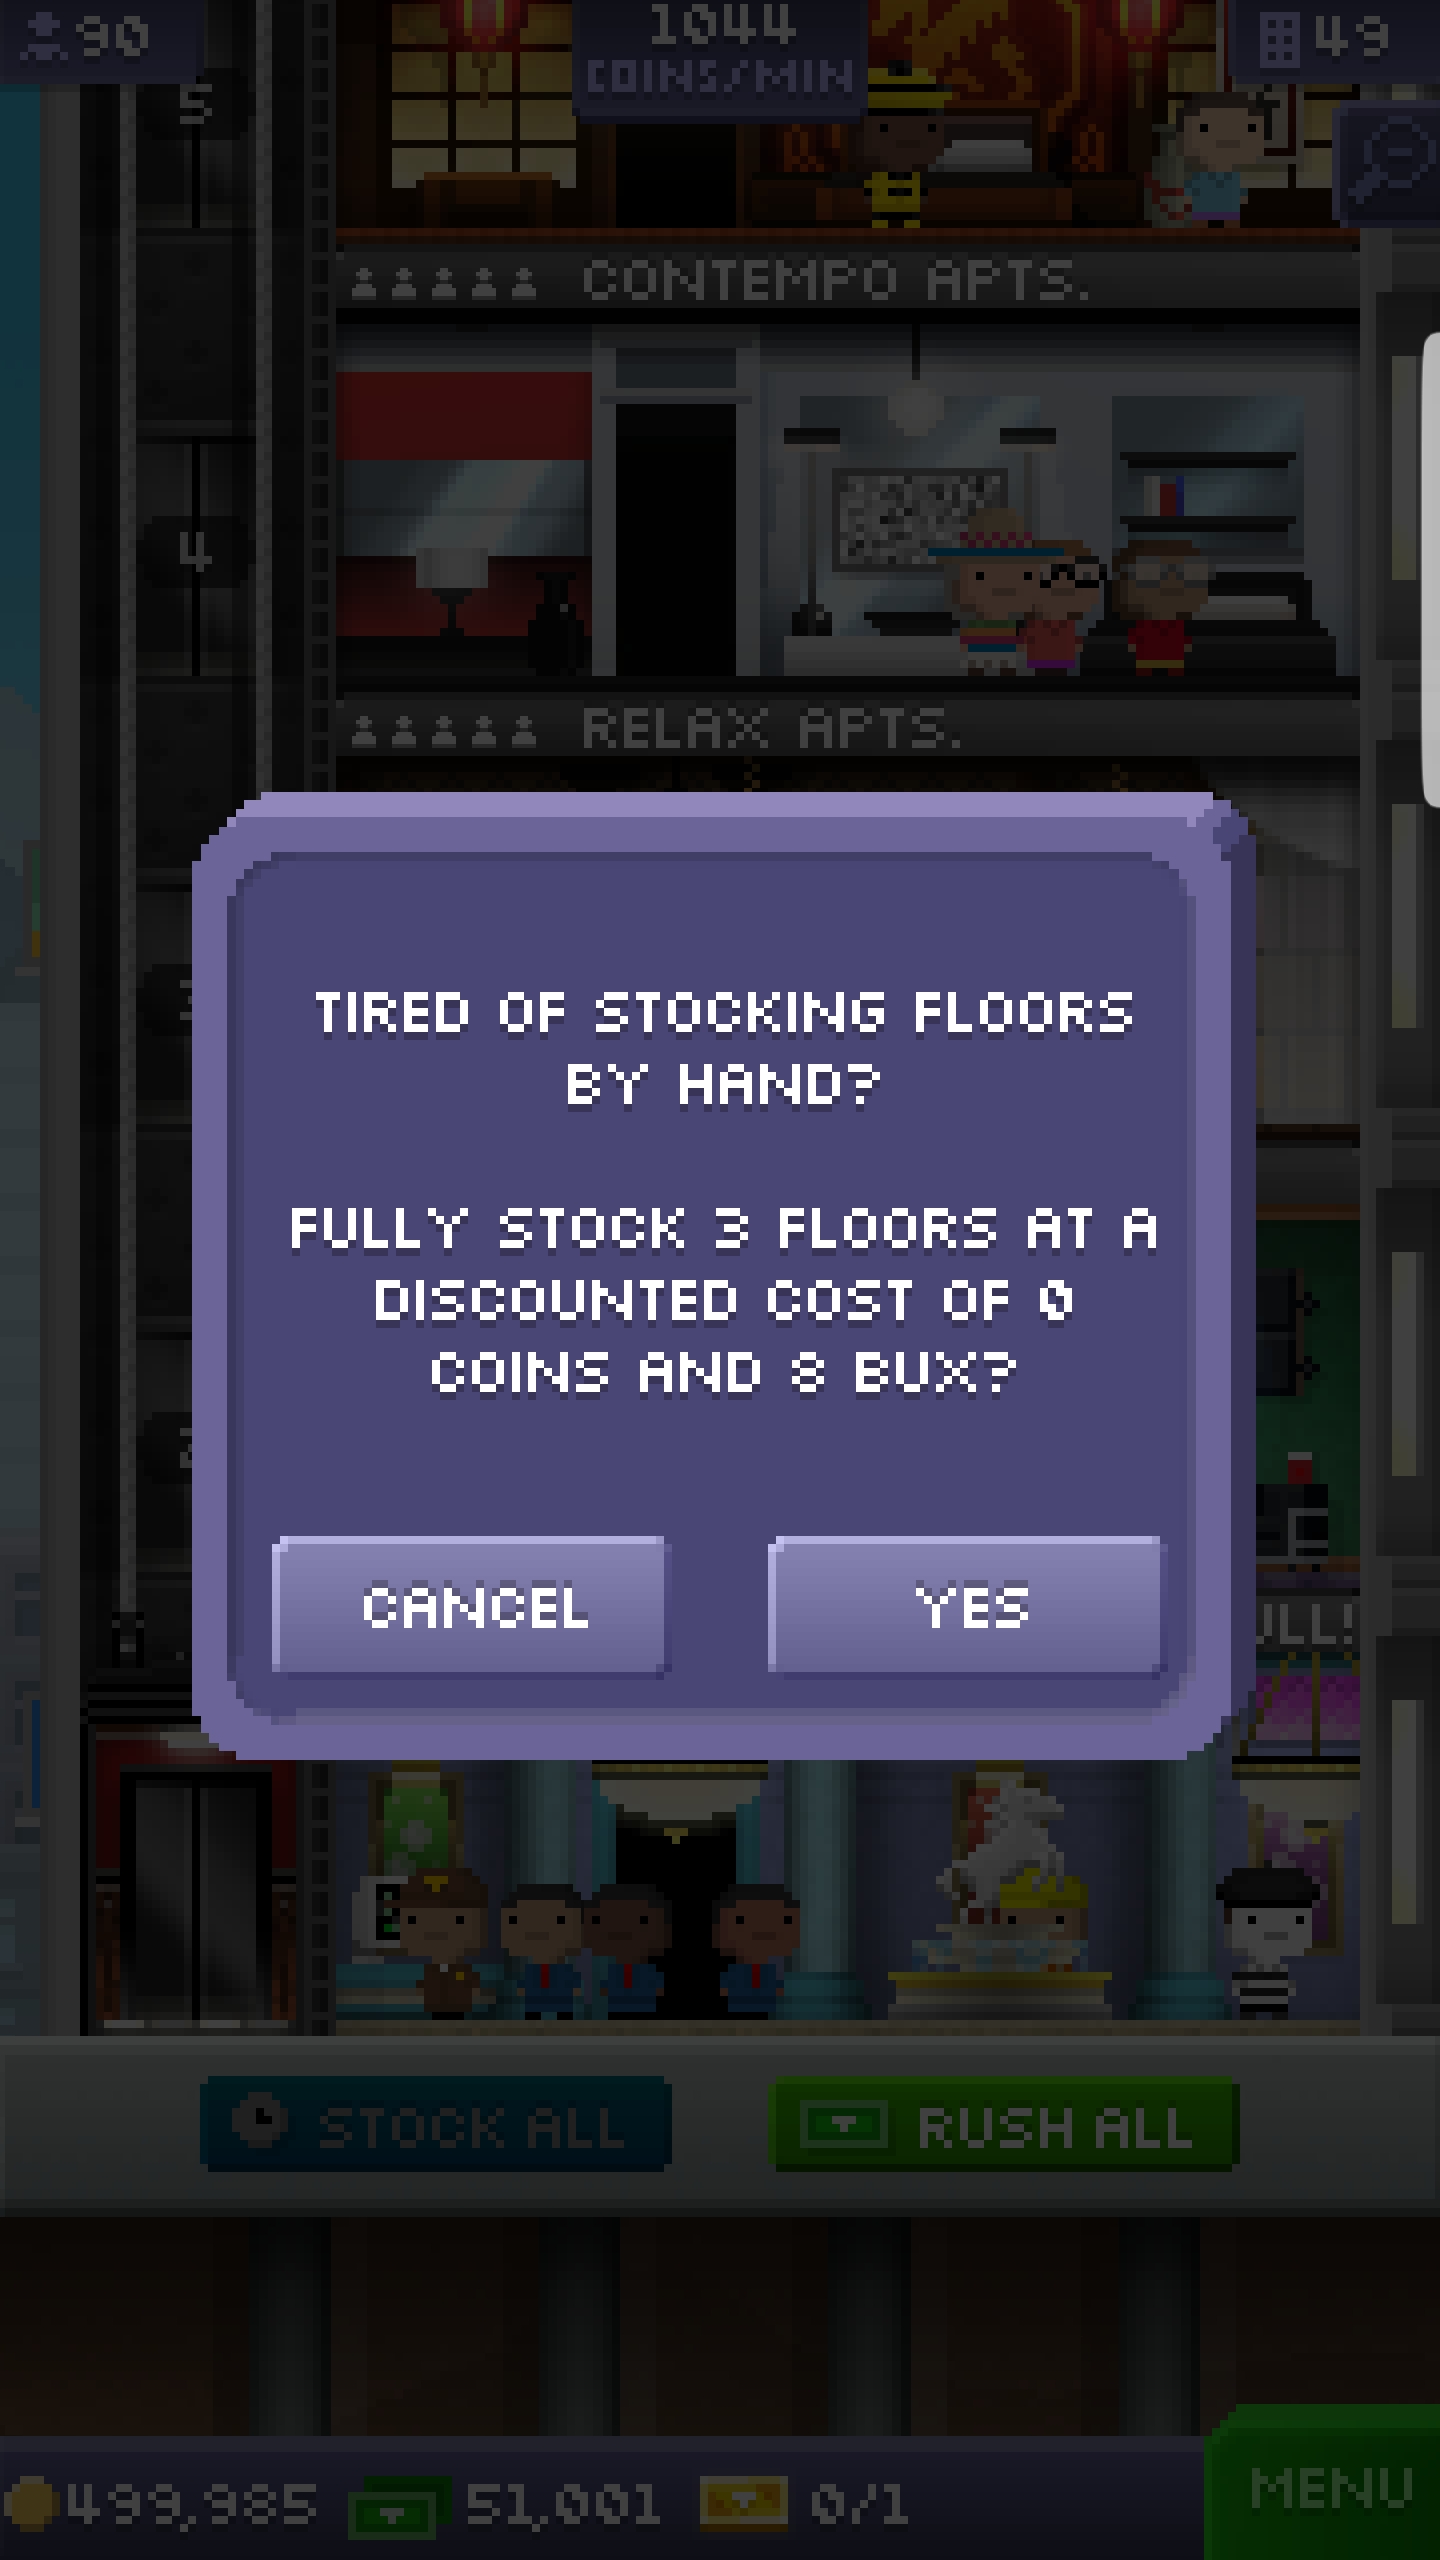 90
1044
COINS/MIN
49
5
CONTEMPO APTS.
4
RELAX APTS.
TIRED OF STOCKING FLOORS
BY HAND?
FULLY STOCK 3 FLOORS AT A
DISCOUNTED COST OF 0
COINS AND 8 BUX?
CANCEL
YES
STOCK ALL
RUSH ALL
499,985
51,001
0/1
MENU